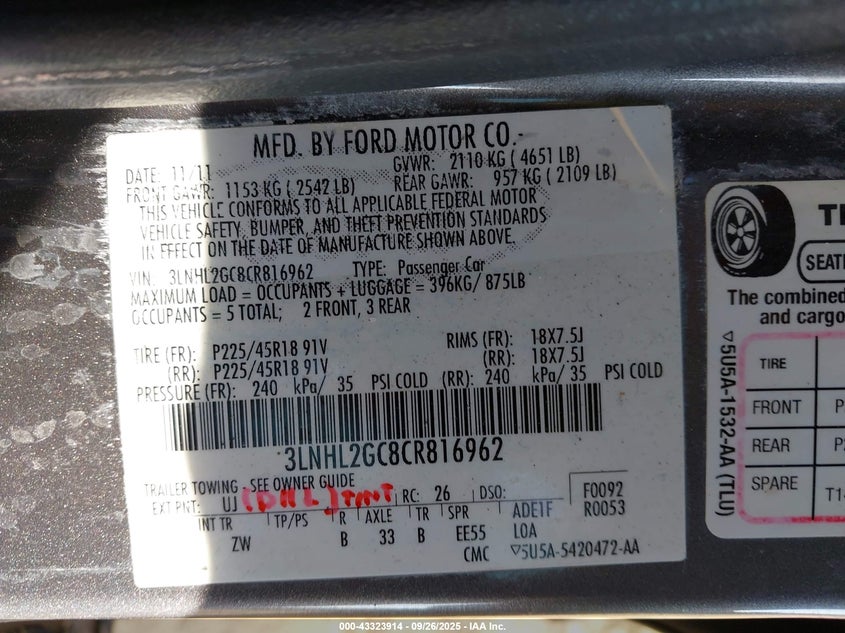 MFD. BY FORD MOTOR CO.
DATE: 11/11 GVWR: 2110 KG ( 4651 LB)
FRONT GAWR: 1153 KG ( 2542 LB) REAR GAWR: 957 KG ( 2109 LB)
THIS VEHICLE CONFORMS TO ALL APPLICABLE FEDERAL MOTOR
VEHICLE SAFETY, BUMPER, AND THEFT PREVENTION STANDARDS
IN EFFECT ON THE DATE OF MANUFACTURE SHOWN ABOVE.
VIN: 3LNHL2GC8CR816962 TYPE: Passenger Car
MAXIMUM LOAD = OCCUPANTS + LUGGAGE = 396KG/ 875LB
OCCUPANTS = 5 TOTAL; 2 FRONT, 3 REAR
TIRE (FR): P225/45R18 91V RIMS (FR): 18X7.5J
(RR): P225/45R18 91V (RR): 18X7.5J
PRESSURE (FR): 240 kPa/ 35 PSI COLD (RR): 240 kPa/ 35 PSI COLD
3LNHL2GC8CR816962
TRAILER TOWING - SEE OWNER GUIDE
EXT PNT: UJ (DHL) TINT RC: 26 DSO: F0092
R0053
INT TR TP/PS R AXLE TR SPR ADE1F
ZW B 33 B EE55 LOA
CMC ▽5U5A-5420472-AA
TI
SEATI
The combined
and cargo
TIRE
FRONT P
REAR P2
SPARE T1
▽5U5A-1532-AA (TLU)
000-43323914 - 09/26/2025 - IAA Inc.